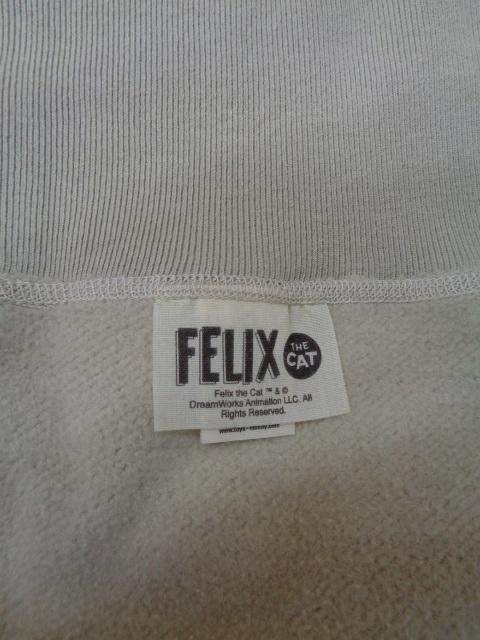 FELIX THE CAT
Felix the Cat ™ & ©
DreamWorks Animation LLC. All
Rights Reserved.